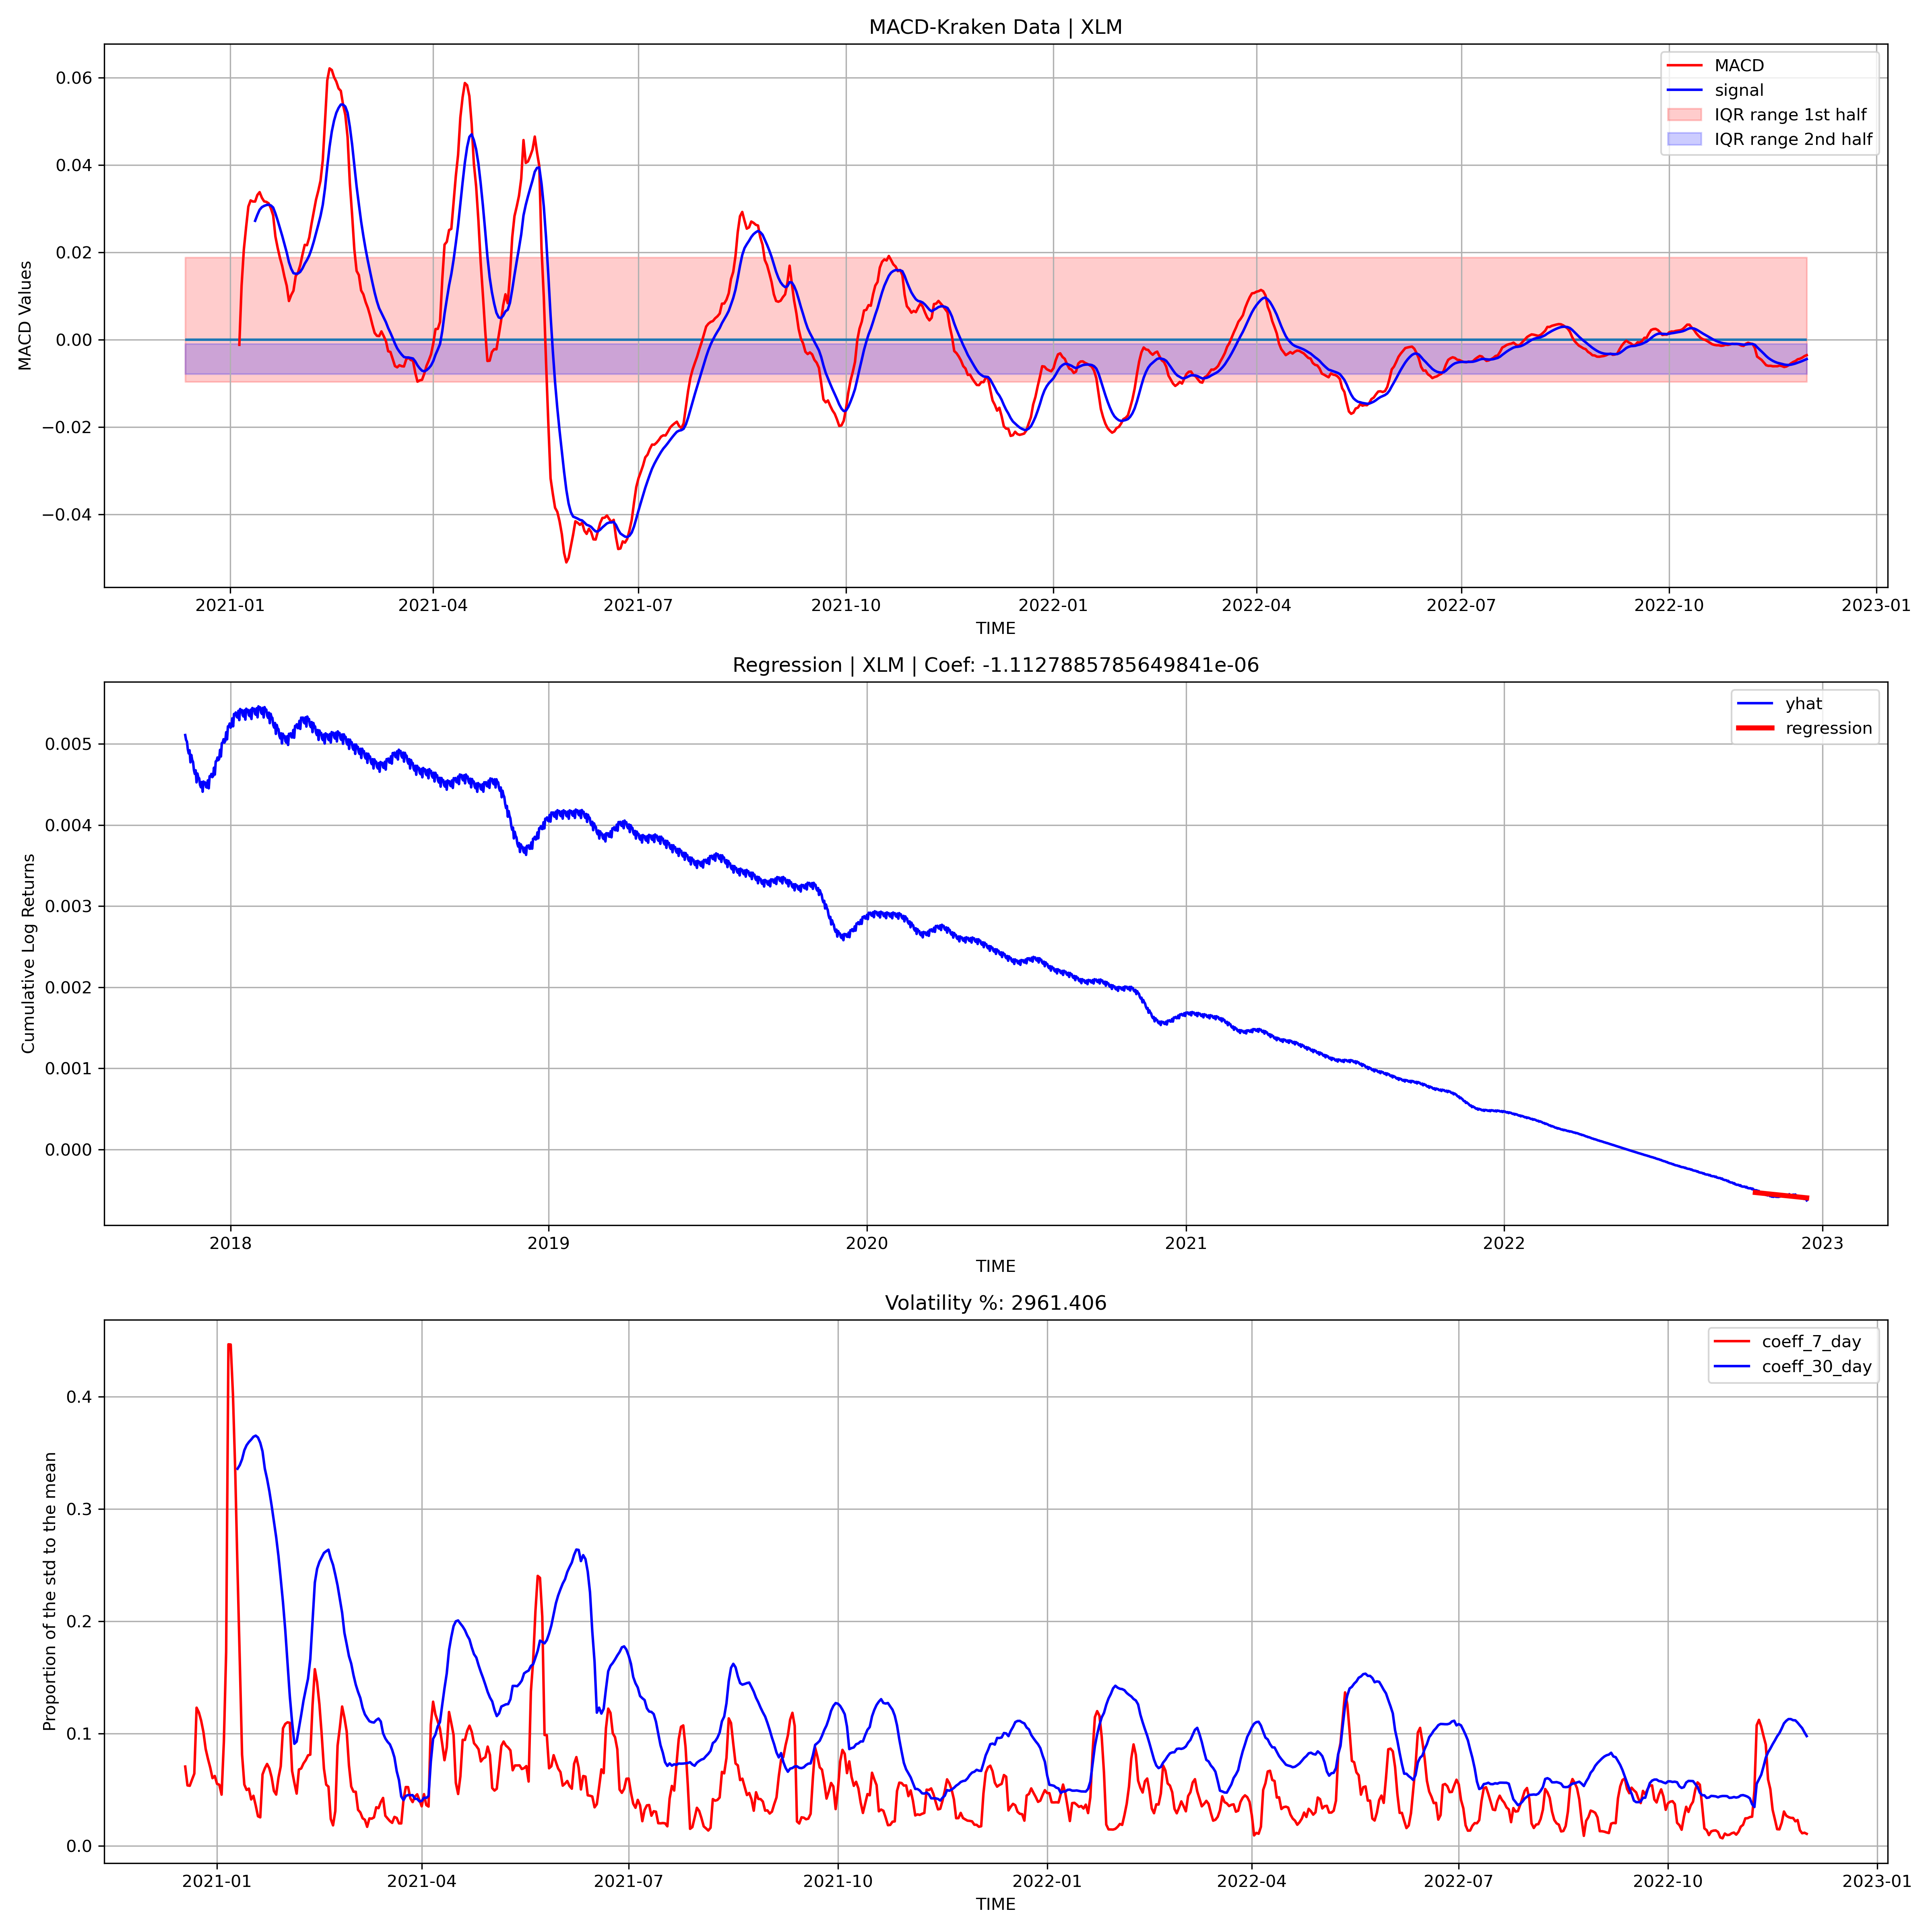 MACD-Kraken Data | XLM
MACD
signal
IQR range 1st half
IQR range 2nd half
MACD Values
0.06
0.04
0.02
0.00
−0.02
−0.04
2021-01 2021-04 2021-07 2021-10 2022-01 2022-04 2022-07 2022-10 2023-01
TIME
Regression | XLM | Coef: -1.1127885785649841e-06
yhat
regression
Cumulative Log Returns
0.005
0.004
0.003
0.002
0.001
0.000
2018 2019 2020 2021 2022 2023
TIME
Volatility %: 2961.406
coeff_7_day
coeff_30_day
Proportion of the std to the mean
0.4
0.3
0.2
0.1
0.0
2021-01 2021-04 2021-07 2021-10 2022-01 2022-04 2022-07 2022-10 2023-01
TIME